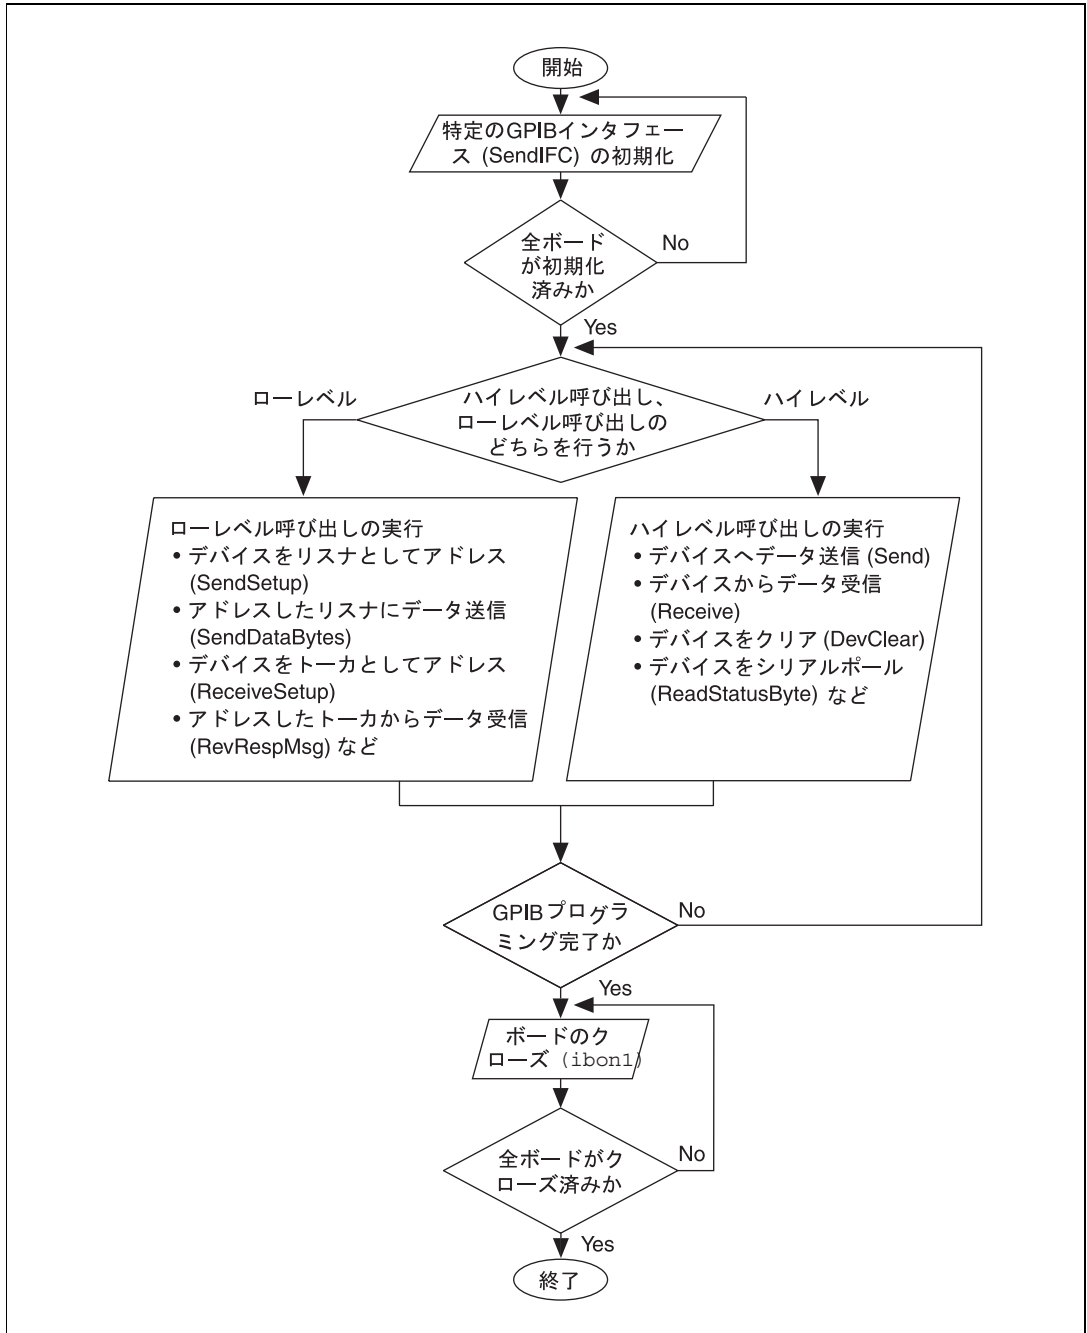 開始
特定のGPIBインタフェー
ス (SendIFC) の初期化
全ボード
が初期化
済みか
No
Yes
ハイレベル呼び出し、
ローレベル呼び出しの
どちらを行うか
ローレベル
ハイレベル
ローレベル呼び出しの実行
• デバイスをリスナとしてアドレス
(SendSetup)
• アドレスしたリスナにデータ送信
(SendDataBytes)
• デバイスをトーカとしてアドレス
(ReceiveSetup)
• アドレスしたトーカからデータ受信
(RevRespMsg) など
ハイレベル呼び出しの実行
• デバイスへデータ送信 (Send)
• デバイスからデータ受信
(Receive)
• デバイスをクリア (DevClear)
• デバイスをシリアルポール
(ReadStatusByte) など
GPIBプログラ
ミング完了か
No
Yes
ボードのク
ローズ (ibon1)
全ボードがク
ローズ済みか
No
Yes
終了